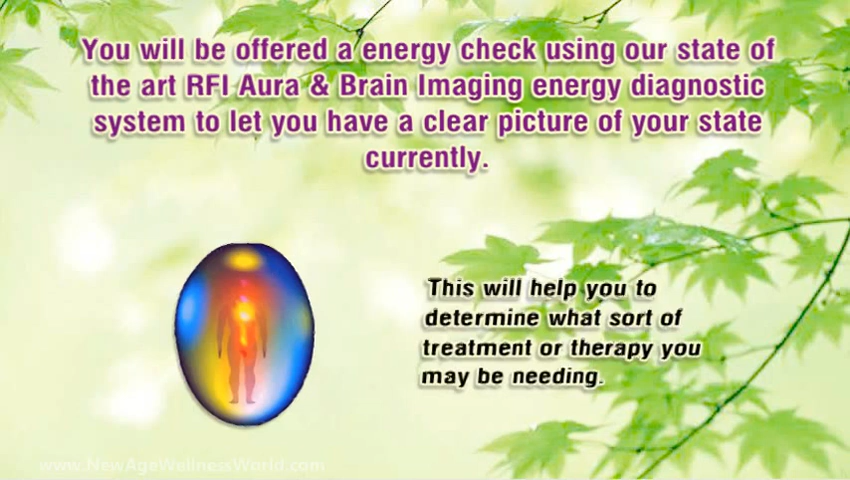 You will be offered a energy check using our state of
the art RFI Aura & Brain Imaging energy diagnostic
system to let you have a clear picture of your state
currently.
This will help you to
determine what sort of
treatment or therapy you
may be needing.
www.NewAgeWellnessWorld.com